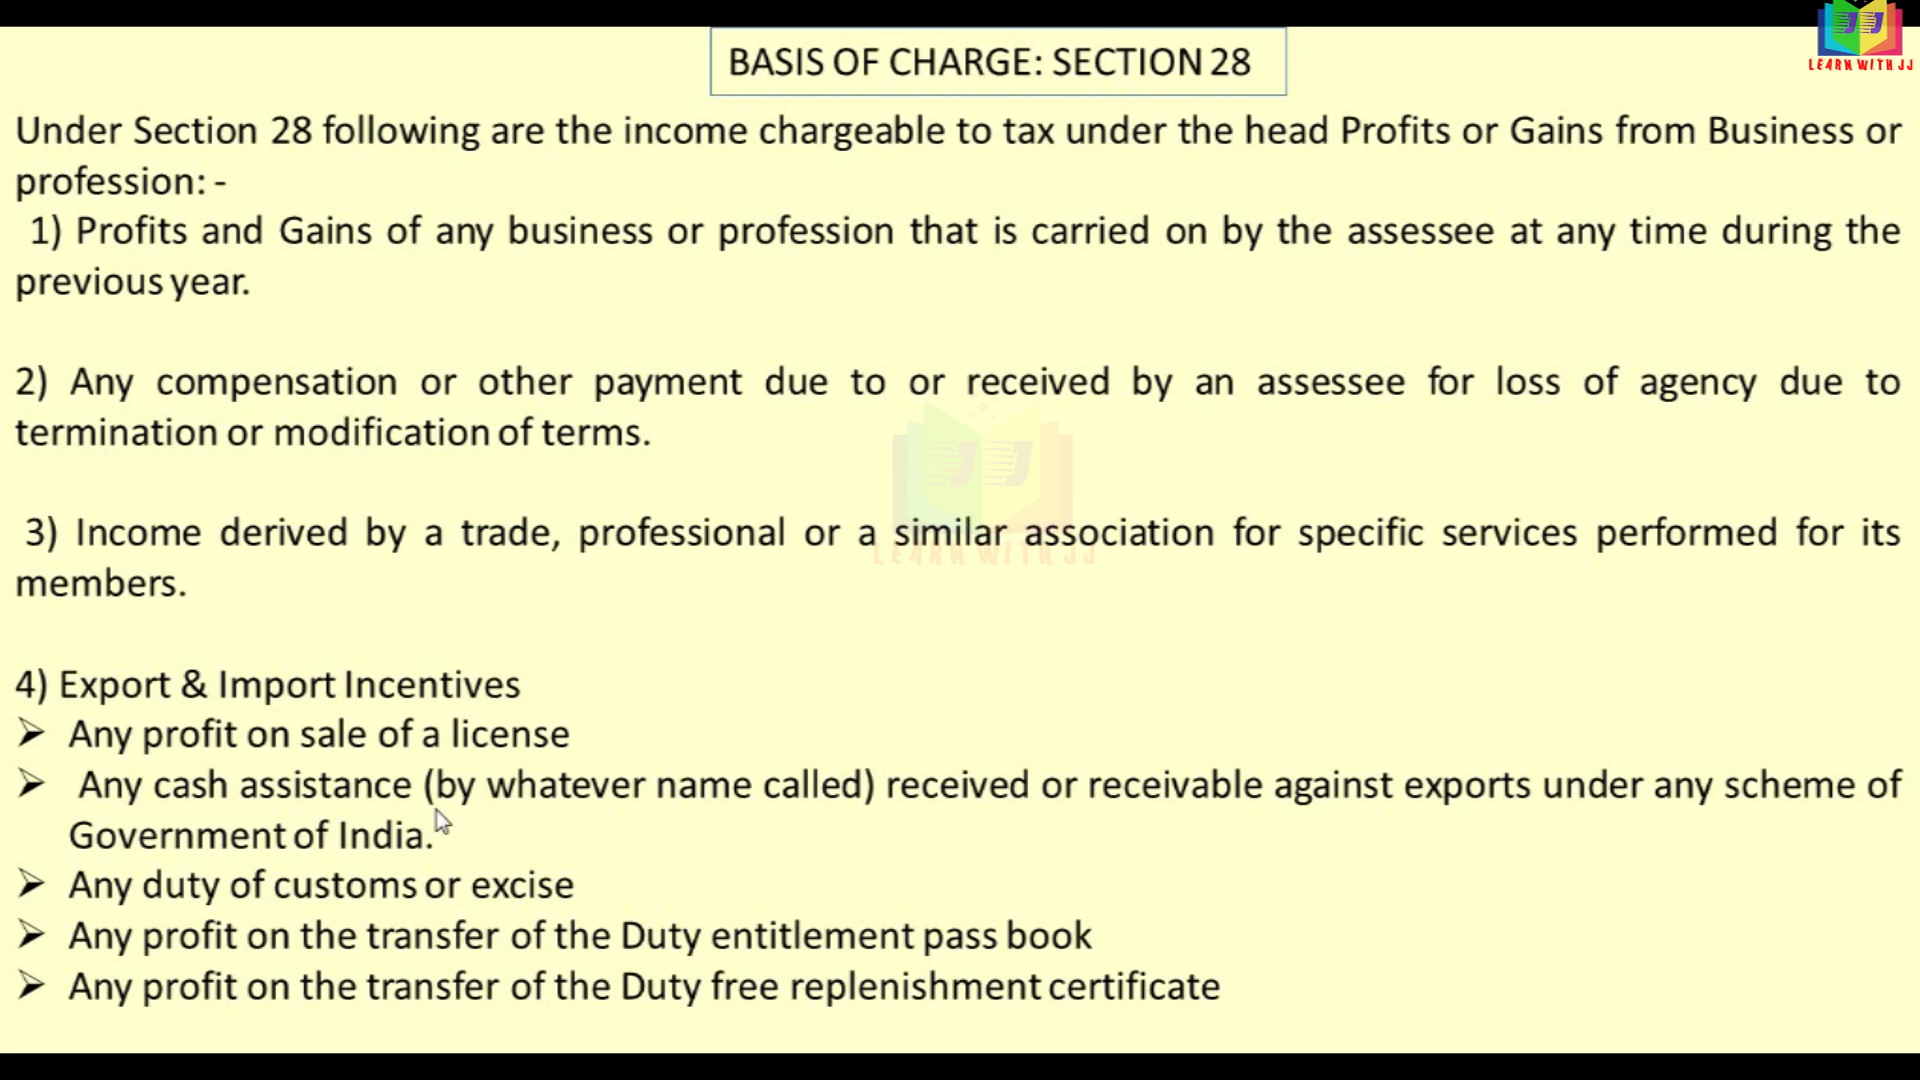 LEARN WITH JJ
BASIS OF CHARGE: SECTION 28
Under Section 28 following are the income chargeable to tax under the head Profits or Gains from Business or
profession: -
1) Profits and Gains of any business or profession that is carried on by the assessee at any time during the
previous year.
2) Any compensation or other payment due to or received by an assessee for loss of agency due to
termination or modification of terms.
3) Income derived by a trade, professional or a similar association for specific services performed for its
members.
LEARN WITH JJ
4) Export & Import Incentives
➢ Any profit on sale of a license
➢ Any cash assistance (by whatever name called) received or receivable against exports under any scheme of
Government of India.
➢ Any duty of customs or excise
➢ Any profit on the transfer of the Duty entitlement pass book
➢ Any profit on the transfer of the Duty free replenishment certificate